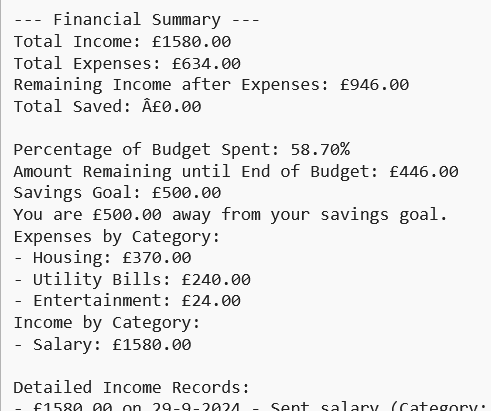 --- Financial Summary ---
Total Income: £1580.00
Total Expenses: £634.00
Remaining Income after Expenses: £946.00
Total Saved: Â£0.00
Percentage of Budget Spent: 58.70%
Amount Remaining until End of Budget: £446.00
Savings Goal: £500.00
You are £500.00 away from your savings goal.
Expenses by Category:
- Housing: £370.00
- Utility Bills: £240.00
- Entertainment: £24.00
Income by Category:
- Salary: £1580.00
Detailed Income Records:
- £1580.00 on 29-9-2024 - Sent salary (Category: